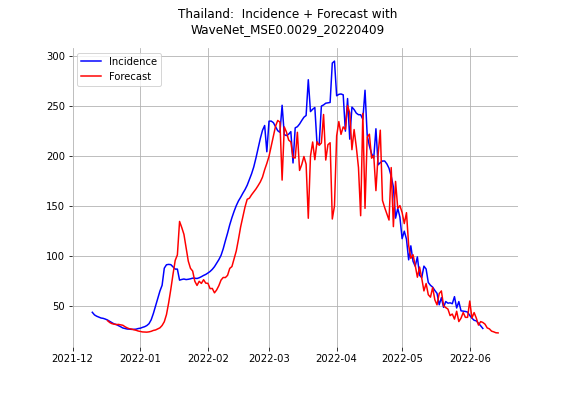 Thailand:  Incidence + Forecast with
WaveNet_MSE0.0029_20220409
Incidence
Forecast
300
250
200
150
100
50
2021-12 2022-01 2022-02 2022-03 2022-04 2022-05 2022-06